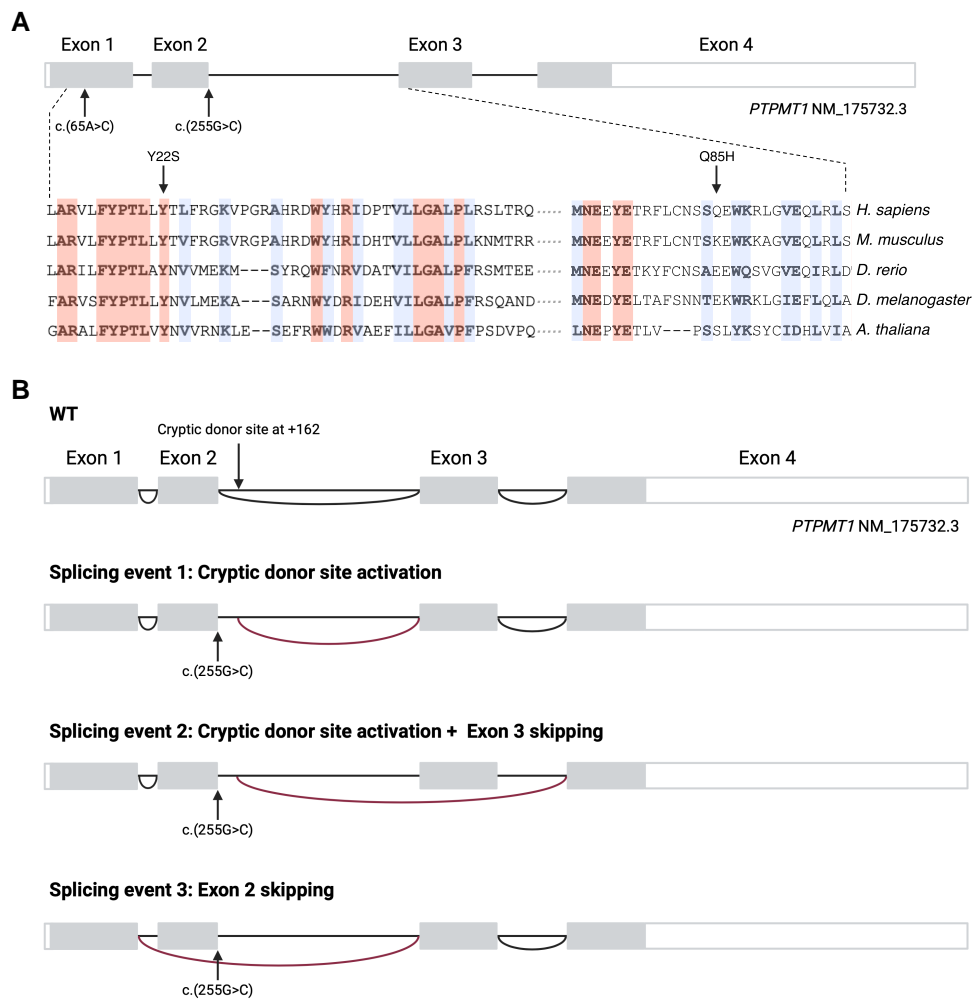 A
Exon 1 Exon 2 Exon 3 Exon 4
c.(65A>C) c.(255G>C) PTPMT1 NM_175732.3
Y22S Q85H
LARVLFYPTLLYTLFRGKVPGRAHRDWYHRIDPTVLLGALPLRSLTRQ ····· MNEEYETRFLCNSSQEWKRLGVEQLRLS H. sapiens
LARVLFYPTLLYTVFRGRVRGPAHRDWYHRIDHTVLLGALPLKNMTRR ····· MNEEYETRFLCNTSKEWKKAGVEQLRLS M. musculus
LARILFYPTLAYNVVMEKM---SYRQWFNRVDATVILGALPFRSMTEE ····· MNEEYETKYFCNSAEEWQSVGVEQIRLD D. rerio
FARVSFYPTLLYNVLMEKA---SARNWYDRIDEHVILGALPFRSQAND ····· MNEDYELTAFSNNTEKWRKLGIEFLQLA D. melanogaster
GARALFYPTLVYNVVRNKLE--SEFRWWDRVAEFILLGAVPFPSDVPQ ····· LNEPYETLV---PSSLYKSYCIDHLVIA A. thaliana
B
WT
Cryptic donor site at +162
Exon 1 Exon 2 Exon 3 Exon 4
PTPMT1 NM_175732.3
Splicing event 1: Cryptic donor site activation
c.(255G>C)
Splicing event 2: Cryptic donor site activation + Exon 3 skipping
c.(255G>C)
Splicing event 3: Exon 2 skipping
c.(255G>C)